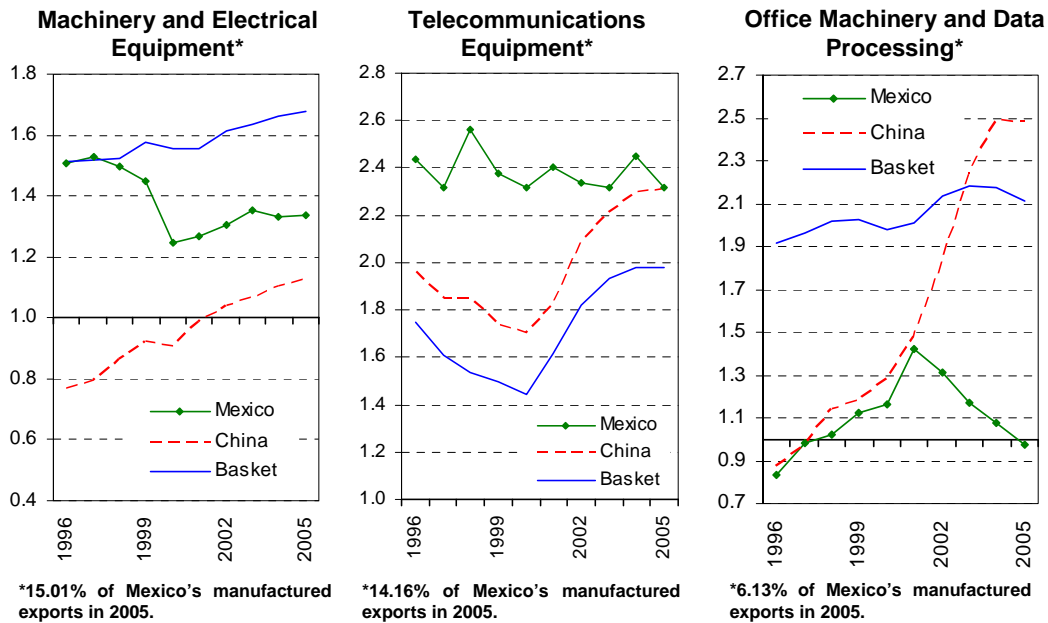 Machinery and Electrical
Equipment*
1.8
1.6
1.4
1.2
1.0
0.8
0.6
0.4
Mexico
China
Basket
1996
1999
2002
2005
*15.01% of Mexico's manufactured
exports in 2005.
Telecommunications
Equipment*
2.8
2.6
2.4
2.2
2.0
1.8
1.6
1.4
1.2
1.0
Mexico
China
Basket
1996
1999
2002
2005
*14.16% of Mexico's manufactured
exports in 2005.
Office Machinery and Data
Processing*
2.7
2.5
2.3
2.1
1.9
1.7
1.5
1.3
1.1
0.9
0.7
Mexico
China
Basket
1996
1999
2002
2005
*6.13% of Mexico's manufactured
exports in 2005.